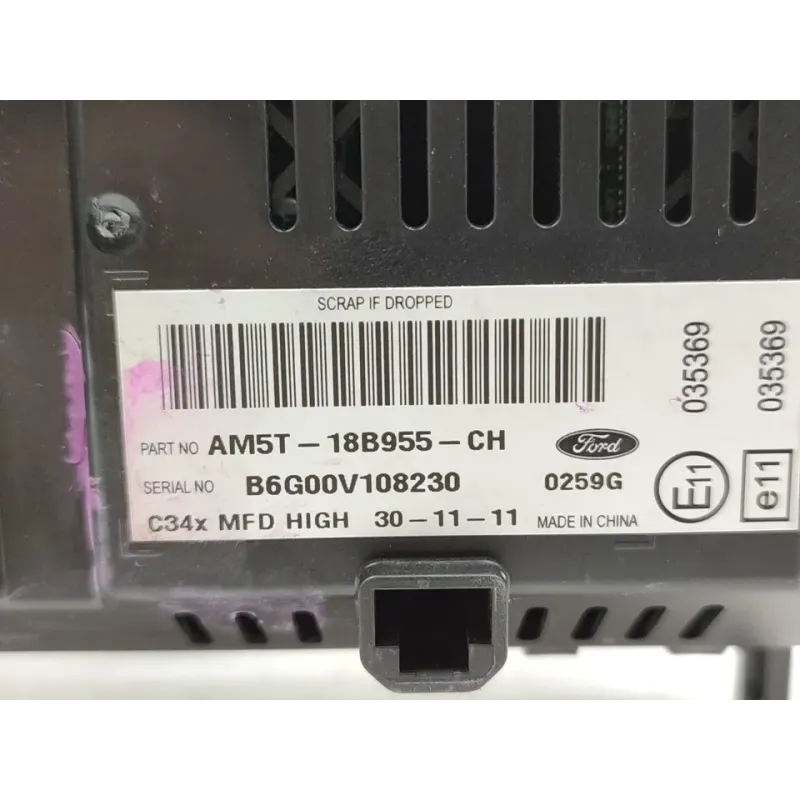 SCRAP IF DROPPED
PART NO AM5T-18B955-CH Ford
SERIAL NO B6G00V108230 0259G
C34x MFD HIGH 30-11-11 MADE IN CHINA
035369
E11
035369
e11